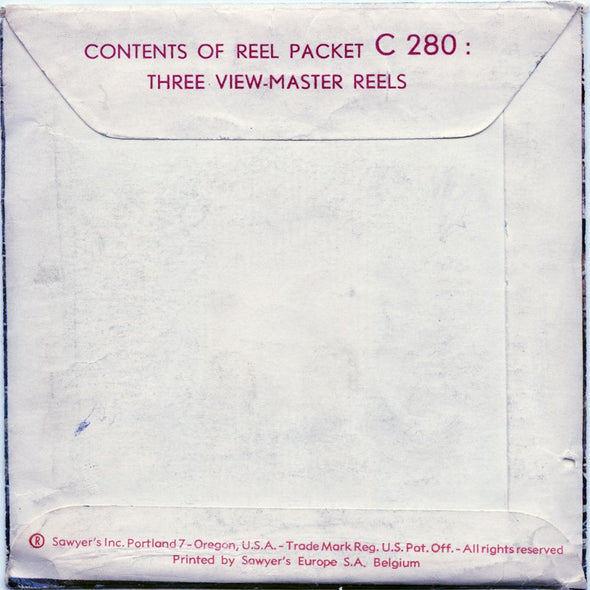 CONTENTS OF REEL PACKET C 280 :
THREE VIEW-MASTER REELS
® Sawyer's Inc. Portland 7 - Oregon, U.S.A. - Trade Mark Reg. U.S. Pat. Off. - All rights reserved
Printed by Sawyer's Europe S.A. Belgium